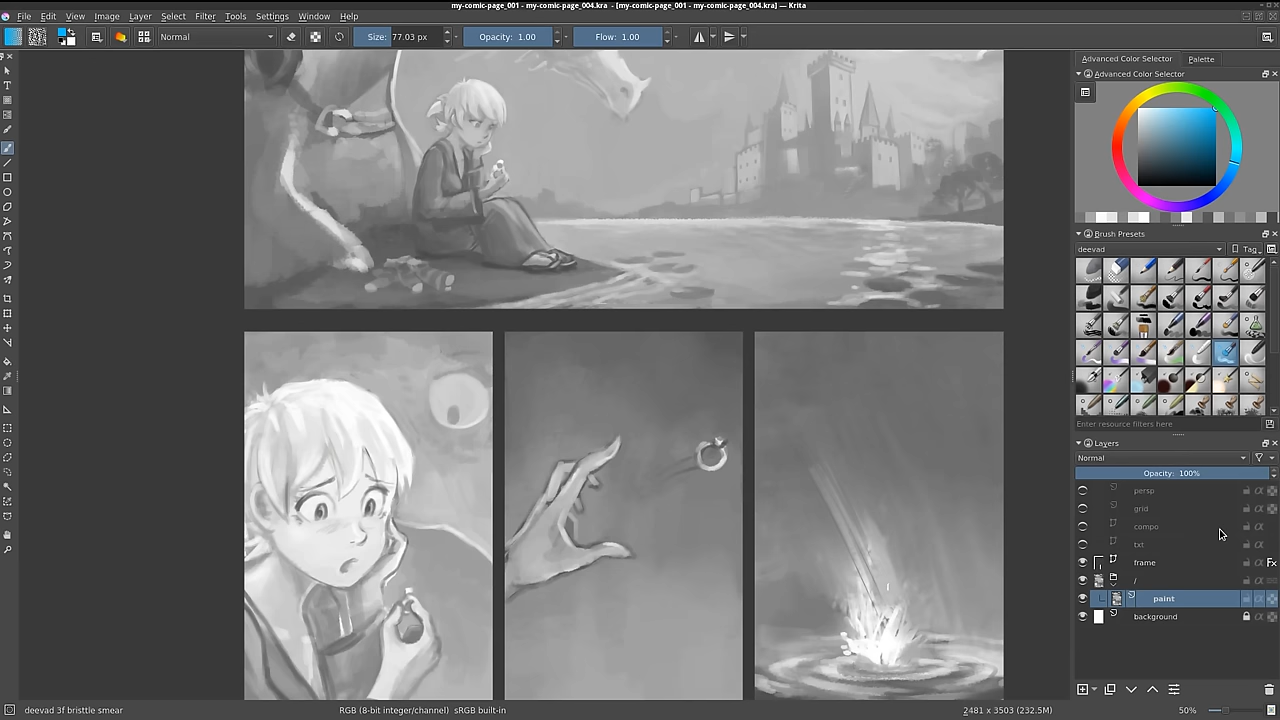 my-comic-page_001 - my-comic-page_004.kra - [my-comic-page_001 - my-comic-page_004.kra] — Krita
File Edit View Image Layer Select Filter Tools Settings Window Help
Normal Size: 77.03 px Opacity: 1.00 Flow: 1.00
Advanced Color Selector Palette
Advanced Color Selector
Brush Presets
deevad Tag
Enter resource filters here
Layers
Normal
Opacity: 100%
persp
grid
compo
txt
frame Fx
/
paint
background
deevad 3f bristtle smear RGB (8-bit integer/channel) sRGB built-in 2481 x 3503 (232.5M) 50%